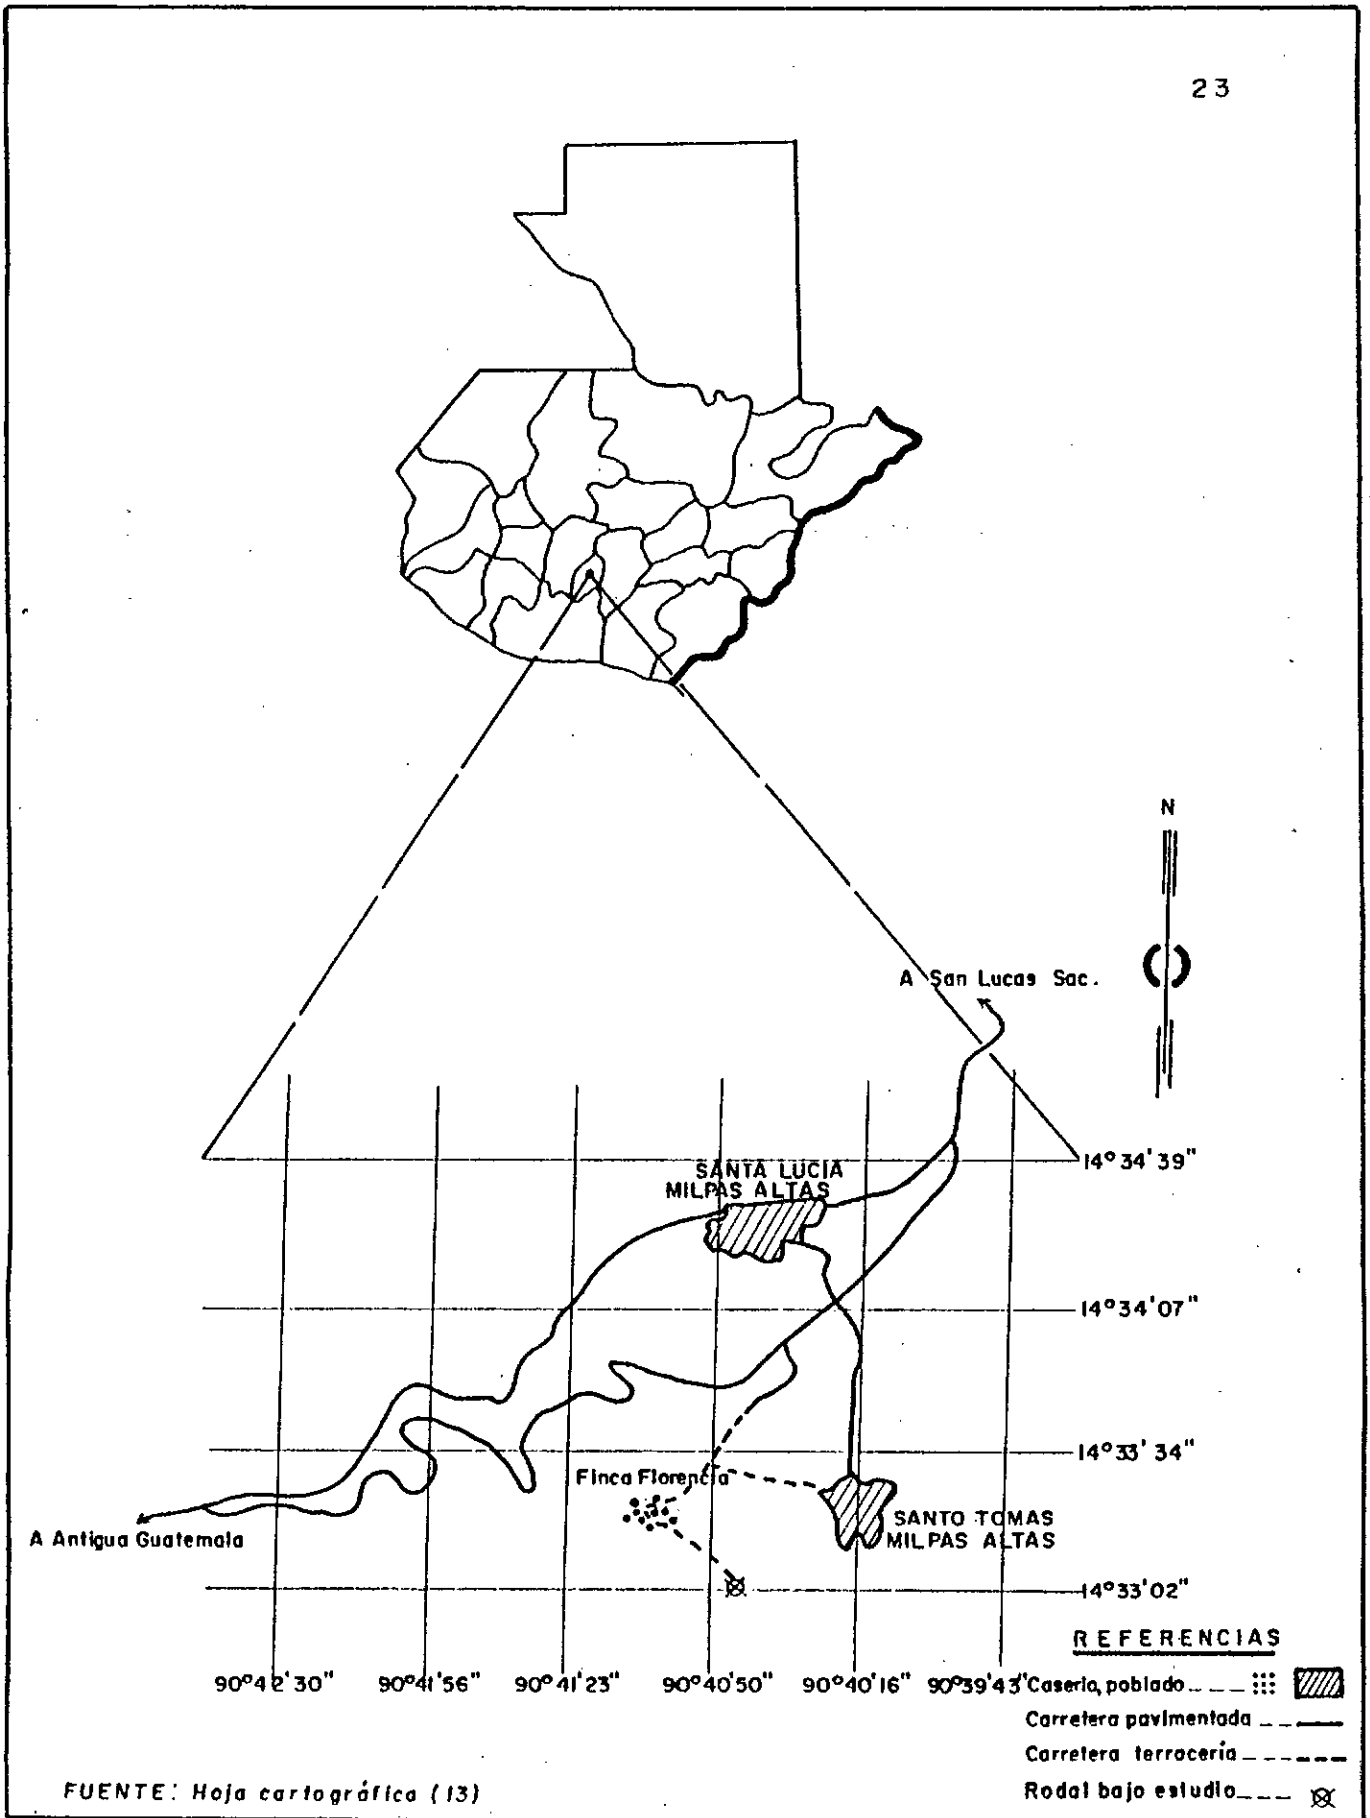 23
N
A San Lucas Sac.
14°34'39"
SANTA LUCIA
MILPAS ALTAS
14°34'07"
14°33'34"
Finca Florencia
SANTO TOMAS
MILPAS ALTAS
A Antigua Guatemala
14°33'02"
REFERENCIAS
90°42'30" 90°41'56" 90°41'23" 90°40'50" 90°40'16" 90°39'43"
Caserio, poblado
Carretera pavimentada
Carretera terracería
Rodal bajo estudio
FUENTE: Hoja cartográfica (13)